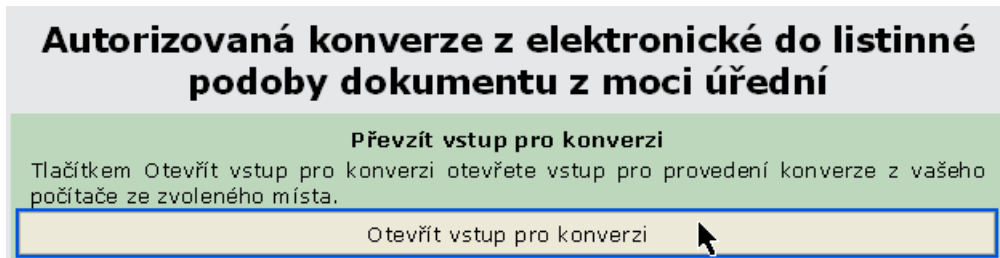 Autorizovaná konverze z elektronické do listinné
podoby dokumentu z moci úřední
Převzít vstup pro konverzi
Tlačítkem Otevřít vstup pro konverzi otevřete vstup pro provedení konverze z vašeho
počítače ze zvoleného místa.
Otevřít vstup pro konverzi